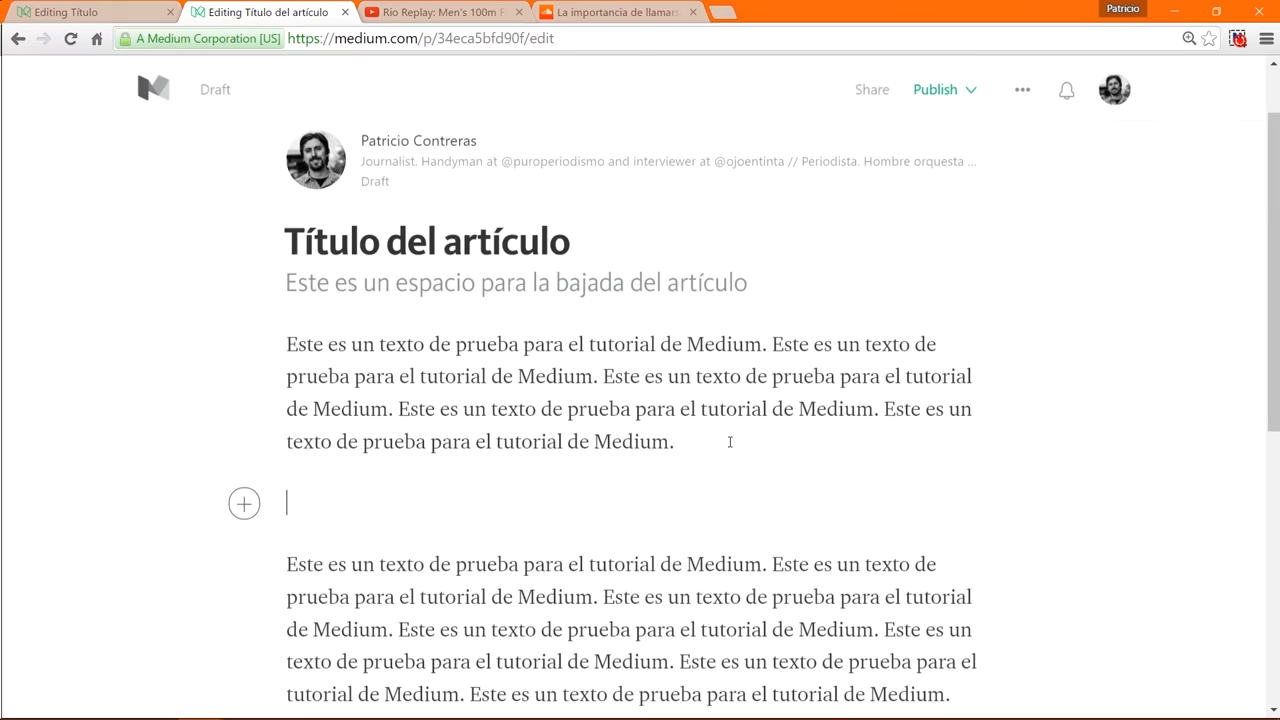 Editing Título
Editing Título del artículo
Rio Replay: Men's 100m F
La importancia de llamars
Patricio
A Medium Corporation [US] https://medium.com/p/34eca5bfd90f/edit
Draft
Share
Publish
Patricio Contreras
Journalist. Handyman at @puroperiodismo and interviewer at @ojoentinta // Periodista. Hombre orquesta ...
Draft
Título del artículo
Este es un espacio para la bajada del artículo
Este es un texto de prueba para el tutorial de Medium. Este es un texto de
prueba para el tutorial de Medium. Este es un texto de prueba para el tutorial
de Medium. Este es un texto de prueba para el tutorial de Medium. Este es un
texto de prueba para el tutorial de Medium.
Este es un texto de prueba para el tutorial de Medium. Este es un texto de
prueba para el tutorial de Medium. Este es un texto de prueba para el tutorial
de Medium. Este es un texto de prueba para el tutorial de Medium. Este es un
texto de prueba para el tutorial de Medium. Este es un texto de prueba para el
tutorial de Medium. Este es un texto de prueba para el tutorial de Medium.